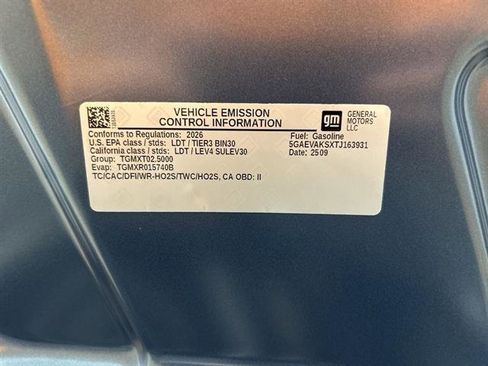 VEHICLE EMISSION
CONTROL INFORMATION
gm
GENERAL
MOTORS
LLC
Conforms to Regulations: 2026
Fuel: Gasoline
U.S. EPA class / stds: LDT / TIER3 BIN30
5GAEVAKSXTJ163931
California class / stds: LDT / LEV4 SULEV30
Date: 2509
Group: TGMXT02.5000
Evap: TGMXR015740B
TC/CAC/DFI/WR-HO2S/TWC/HO2S, CA OBD: II